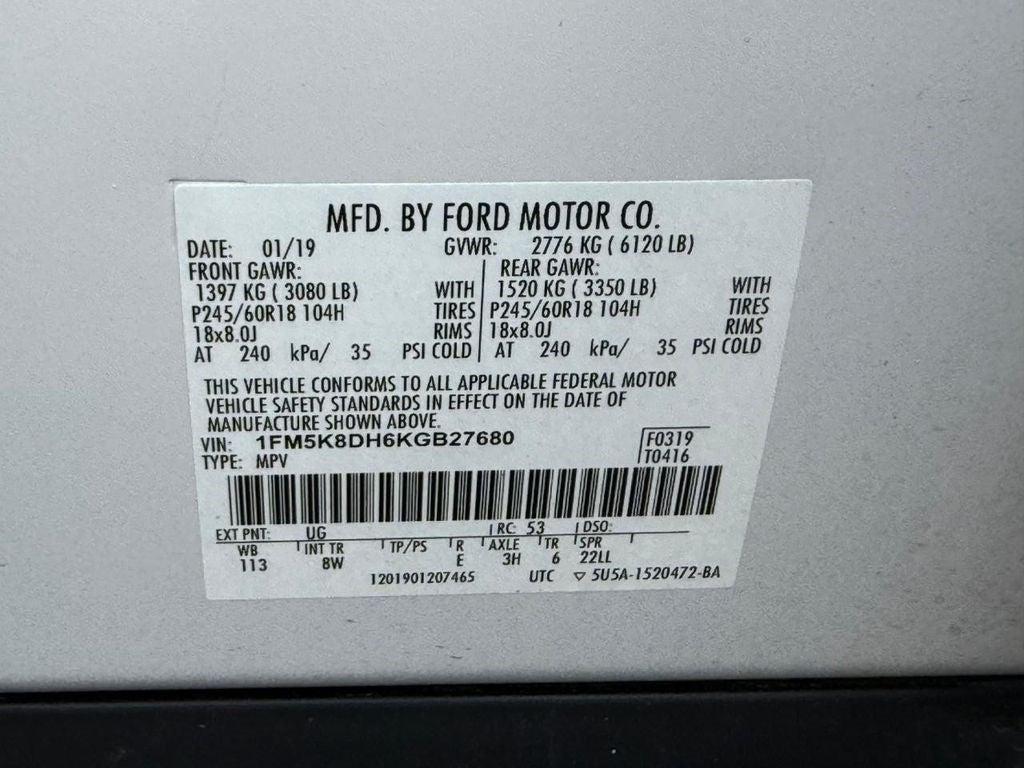 MFD. BY FORD MOTOR CO.
DATE: 01/19 GVWR: 2776 KG ( 6120 LB)
FRONT GAWR: REAR GAWR:
1397 KG ( 3080 LB) WITH 1520 KG ( 3350 LB) WITH
P245/60R18 104H TIRES P245/60R18 104H TIRES
18x8.0J RIMS 18x8.0J RIMS
AT 240 kPa/ 35 PSI COLD AT 240 kPa/ 35 PSI COLD
THIS VEHICLE CONFORMS TO ALL APPLICABLE FEDERAL MOTOR
VEHICLE SAFETY STANDARDS IN EFFECT ON THE DATE OF
MANUFACTURE SHOWN ABOVE.
VIN: 1FM5K8DH6KGB27680 F0319
TYPE: MPV T0416
EXT PNT: UG RC: 53 DSO:
WB INT TR TP/PS R AXLE TR SPR
113 8W E 3H 6 22LL
1201901207465 UTC ▽ 5U5A-1520472-BA